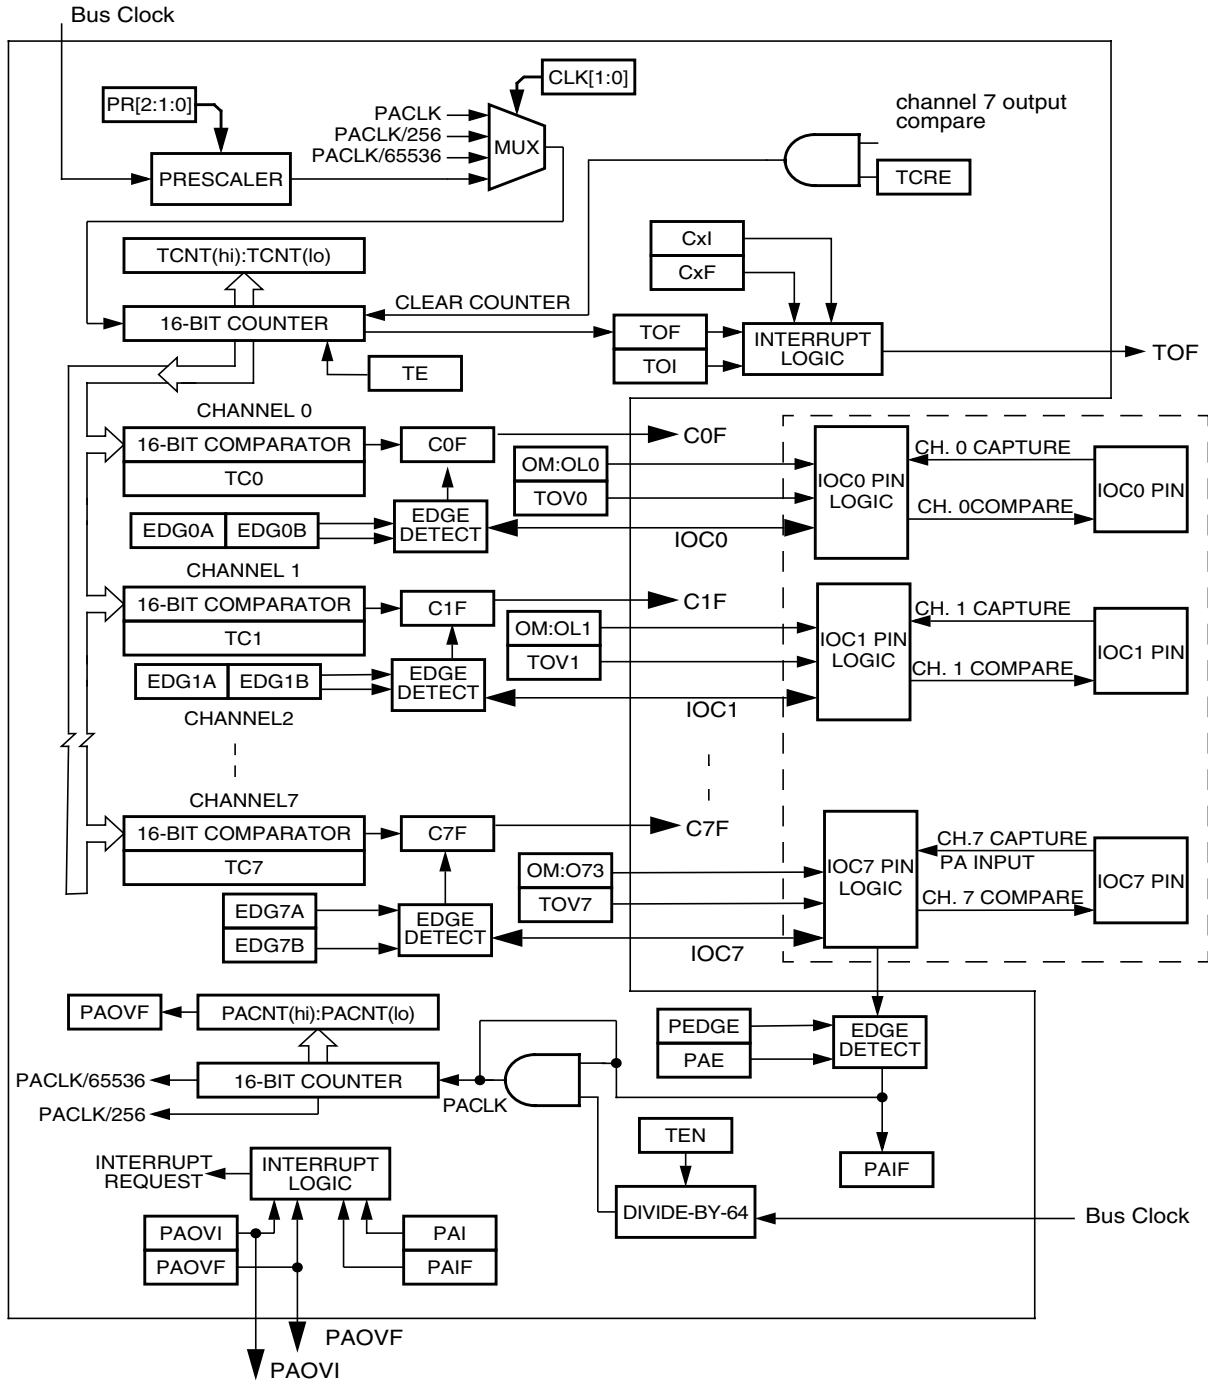 Bus Clock
PR[2:1:0]
CLK[1:0]
PACLK
PACLK/256
PACLK/65536
MUX
PRESCALER
channel 7 output
compare
TCRE
TCNT(hi):TCNT(lo)
CxI
CxF
CLEAR COUNTER
16-BIT COUNTER
TOF
TOI
INTERRUPT
LOGIC
TOF
TE
CHANNEL 0
16-BIT COMPARATOR
TC0
C0F
C0F
OM:OL0
TOV0
IOC0 PIN
LOGIC
CH. 0 CAPTURE
CH. 0COMPARE
IOC0 PIN
EDG0A
EDG0B
EDGE
DETECT
IOC0
CHANNEL 1
16-BIT COMPARATOR
TC1
C1F
C1F
OM:OL1
TOV1
IOC1 PIN
LOGIC
CH. 1 CAPTURE
CH. 1 COMPARE
IOC1 PIN
EDG1A
EDG1B
EDGE
DETECT
IOC1
CHANNEL2
CHANNEL7
16-BIT COMPARATOR
TC7
C7F
C7F
OM:O73
TOV7
IOC7 PIN
LOGIC
CH.7 CAPTURE
PA INPUT
CH. 7 COMPARE
IOC7 PIN
EDG7A
EDG7B
EDGE
DETECT
IOC7
PAOVF
PACNT(hi):PACNT(lo)
PEDGE
PAE
EDGE
DETECT
PACLK/65536
16-BIT COUNTER
PACLK
PACLK/256
TEN
PAIF
INTERRUPT
REQUEST
INTERRUPT
LOGIC
DIVIDE-BY-64
Bus Clock
PAOVI
PAOVF
PAI
PAIF
PAOVF
PAOVI